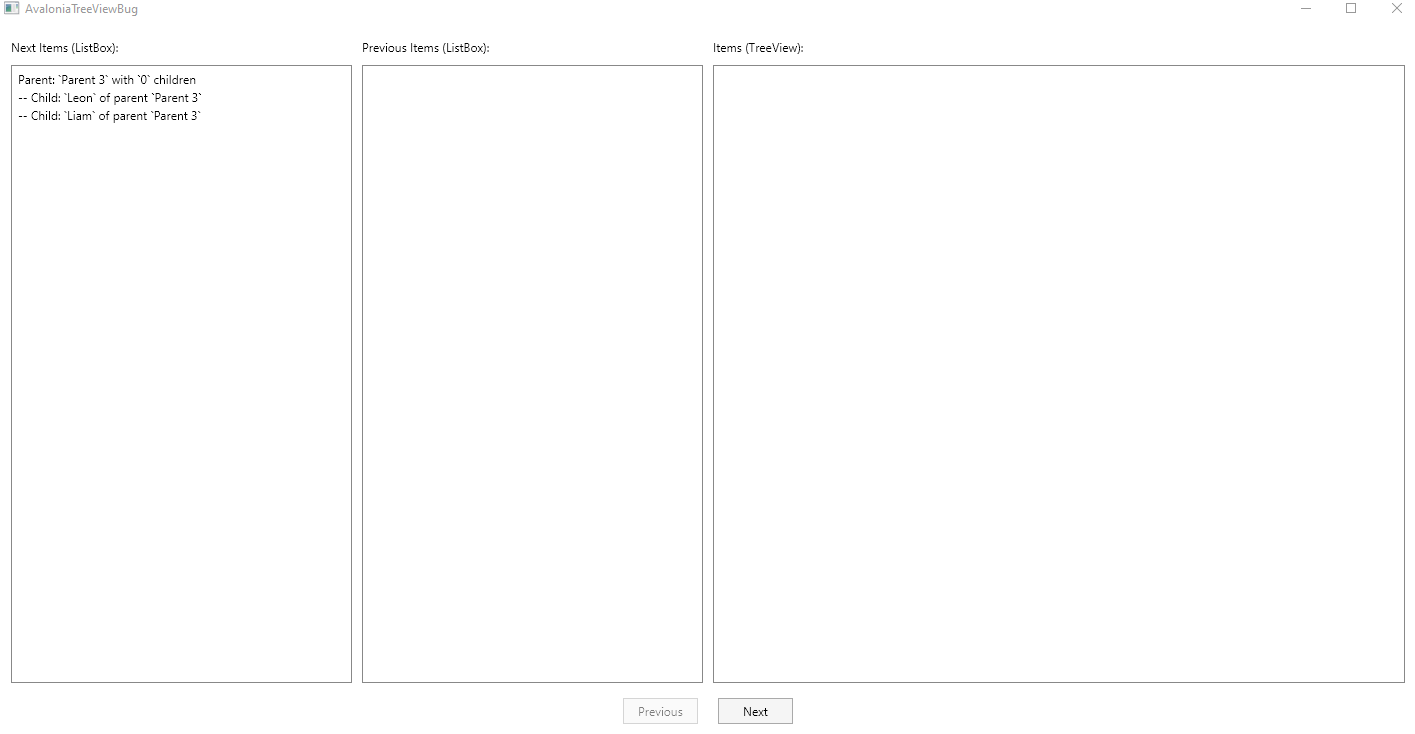 AvaloniaTreeViewBug
Next Items (ListBox):
Previous Items (ListBox):
Items (TreeView):
Parent: `Parent 3` with `0` children
-- Child: `Leon` of parent `Parent 3`
-- Child: `Liam` of parent `Parent 3`
Previous
Next